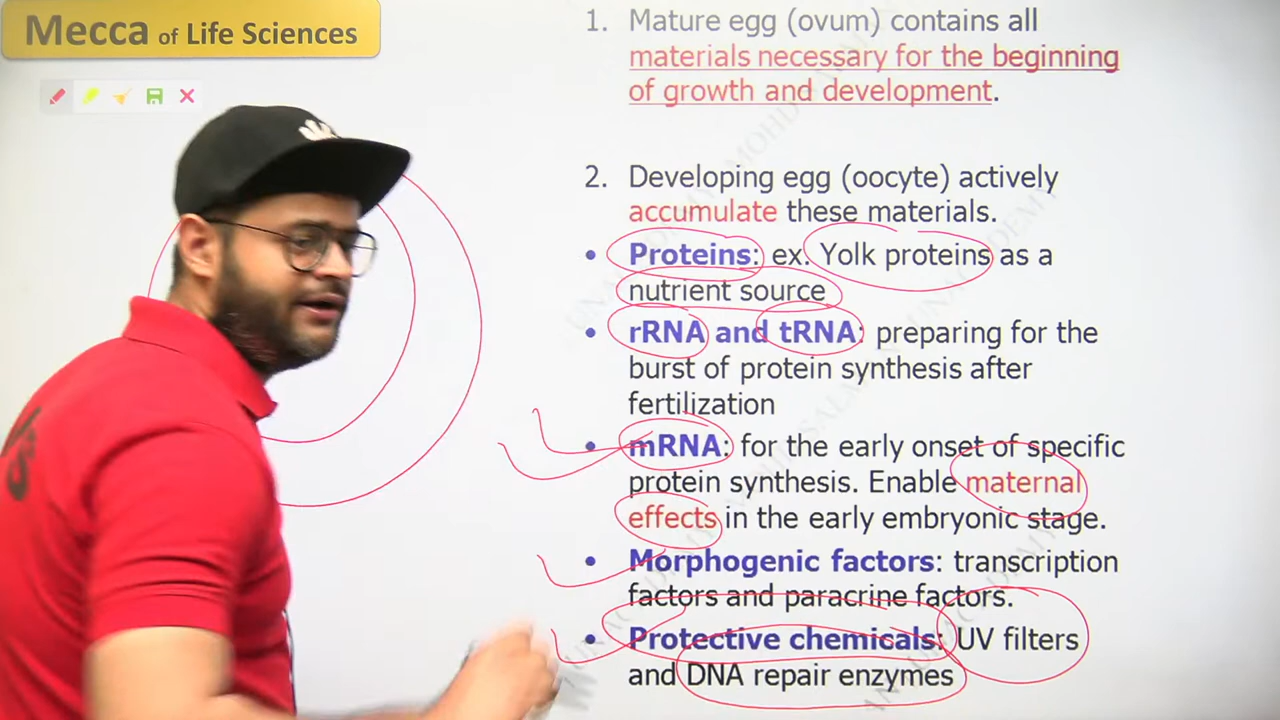 Mecca of Life Sciences
1. Mature egg (ovum) contains all
materials necessary for the beginning
of growth and development.
2. Developing egg (oocyte) actively
accumulate these materials.
• Proteins: ex. Yolk proteins as a
nutrient source
• rRNA and tRNA: preparing for the
burst of protein synthesis after
fertilization
• mRNA: for the early onset of specific
protein synthesis. Enable maternal
effects in the early embryonic stage.
• Morphogenic factors: transcription
factors and paracrine factors.
• Protective chemicals: UV filters
and DNA repair enzymes